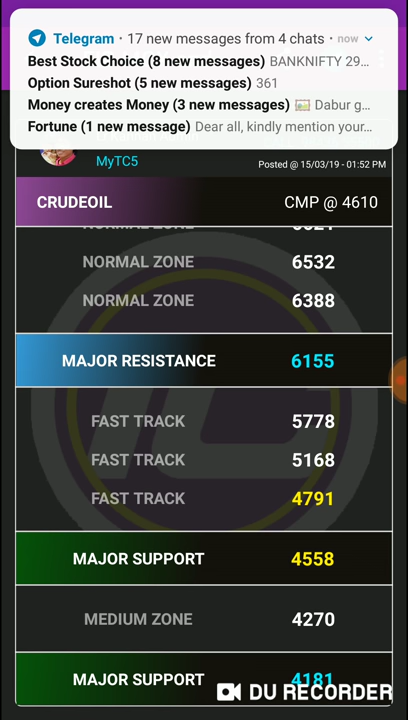 Telegram • 17 new messages from 4 chats • now
Best Stock Choice (8 new messages) BANKNIFTY 29...
Option Sureshot (5 new messages) 361
Money creates Money (3 new messages) 🖼 Dabur g...
Fortune (1 new message) Dear all, kindly mention your...
MyTC5
Posted @ 15/03/19 - 01:52 PM
CRUDEOIL CMP @ 4610
NORMAL ZONE
NORMAL ZONE 6532
NORMAL ZONE 6388
MAJOR RESISTANCE 6155
FAST TRACK 5778
FAST TRACK 5168
FAST TRACK 4791
MAJOR SUPPORT 4558
MEDIUM ZONE 4270
MAJOR SUPPORT 4181
DU RECORDER